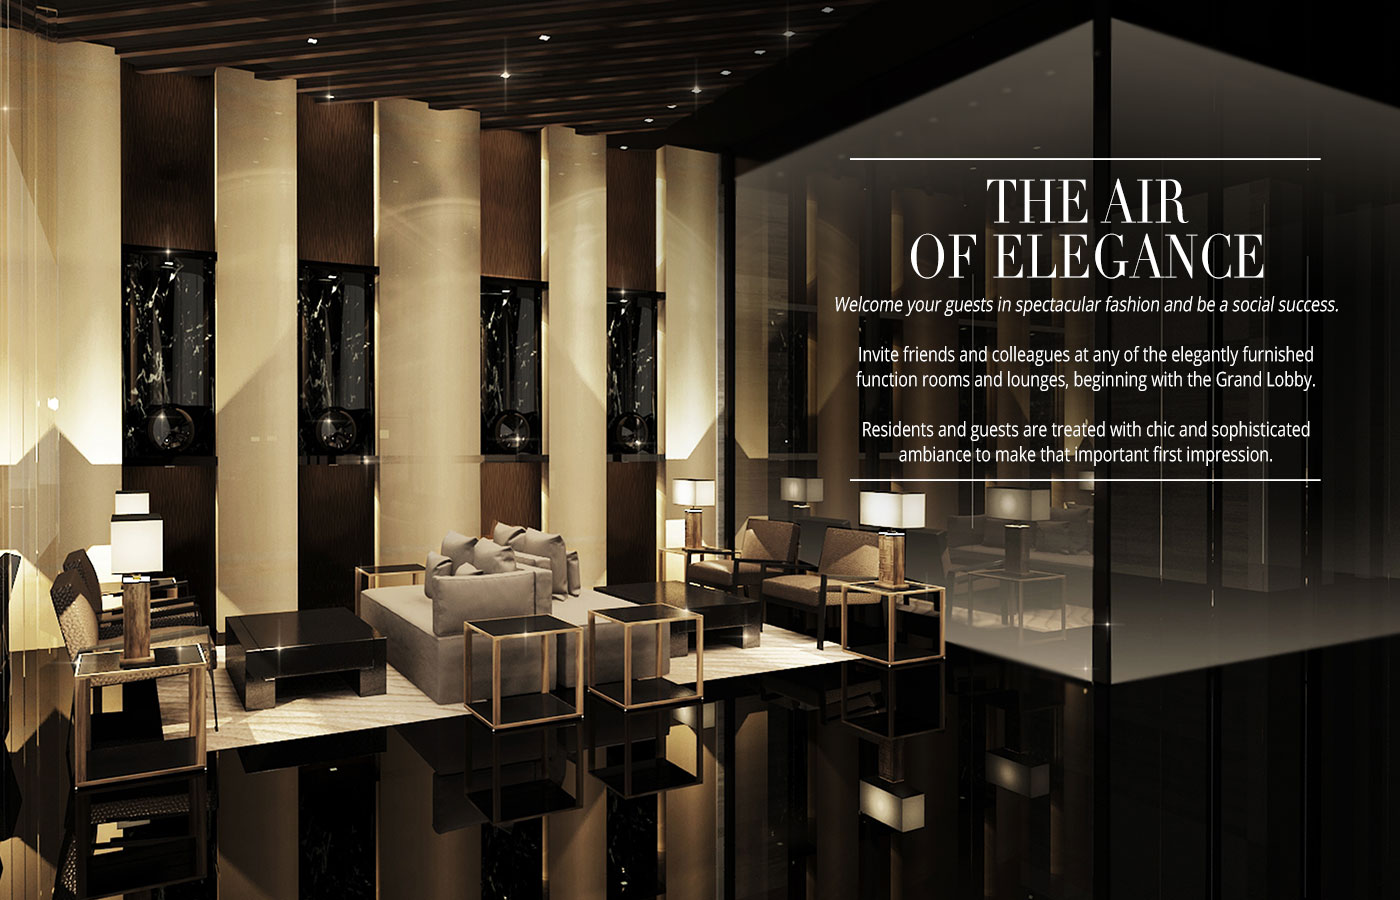 THE AIR
OF ELEGANCE
Welcome your guests in spectacular fashion and be a social success.
Invite friends and colleagues at any of the elegantly furnished
function rooms and lounges, beginning with the Grand Lobby.
Residents and guests are treated with chic and sophisticated
ambiance to make that important first impression.